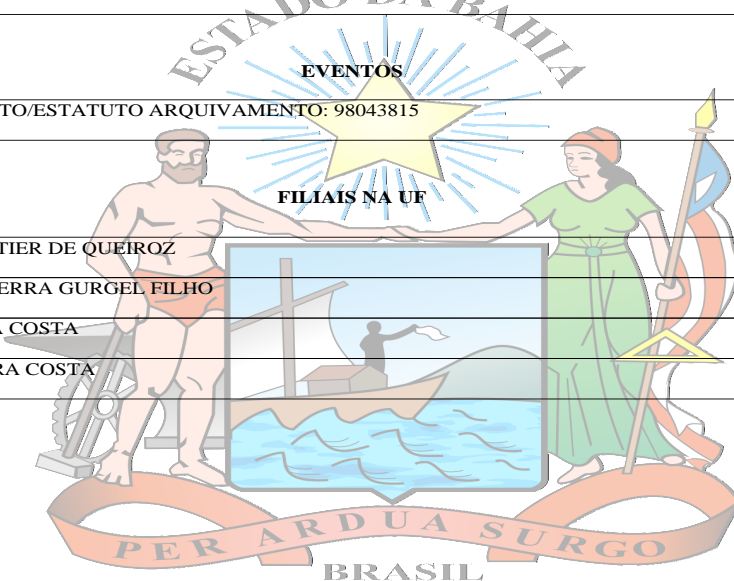 ESTADO DA BAHIA
EVENTOS
TO/ESTATUTO ARQUIVAMENTO: 98043815
FILIAIS NA UF
TIER DE QUEIROZ
ERRA GURGEL FILHO
A COSTA
RA COSTA
PER ARDUA SURGO
BRASIL